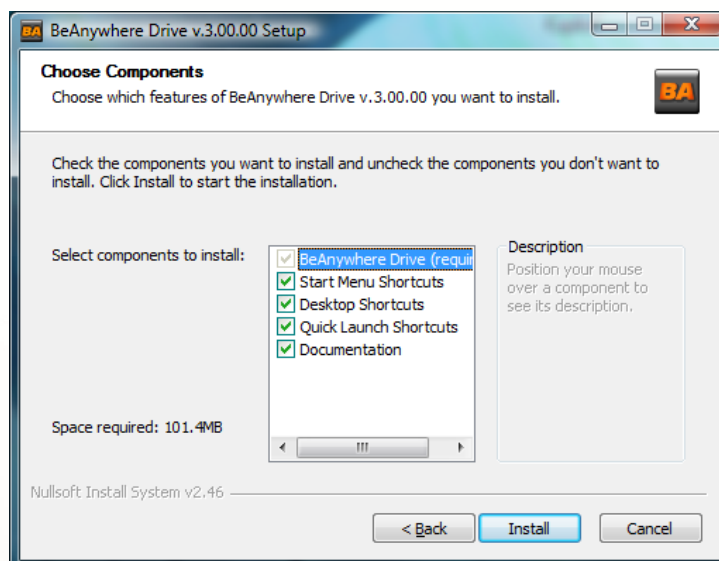 BA BeAnywhere Drive v.3.00.00 Setup
Choose Components
Choose which features of BeAnywhere Drive v.3.00.00 you want to install.
BA
Check the components you want to install and uncheck the components you don't want to
install. Click Install to start the installation.
Select components to install:
BeAnywhere Drive (requir
Start Menu Shortcuts
Desktop Shortcuts
Quick Launch Shortcuts
Documentation
Description
Position your mouse
over a component to
see its description.
Space required: 101.4MB
Nullsoft Install System v2.46
< Back
Install
Cancel